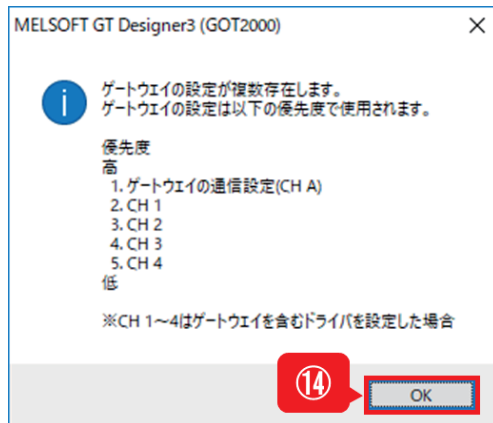 MELSOFT GT Designer3 (GOT2000)
ゲートウェイの設定が複数存在します。
ゲートウェイの設定は以下の優先度で使用されます。
優先度
高
1. ゲートウェイの通信設定(CH A)
2. CH 1
3. CH 2
4. CH 3
5. CH 4
低
※CH 1～4はゲートウェイを含むドライバを設定した場合
⑭
OK